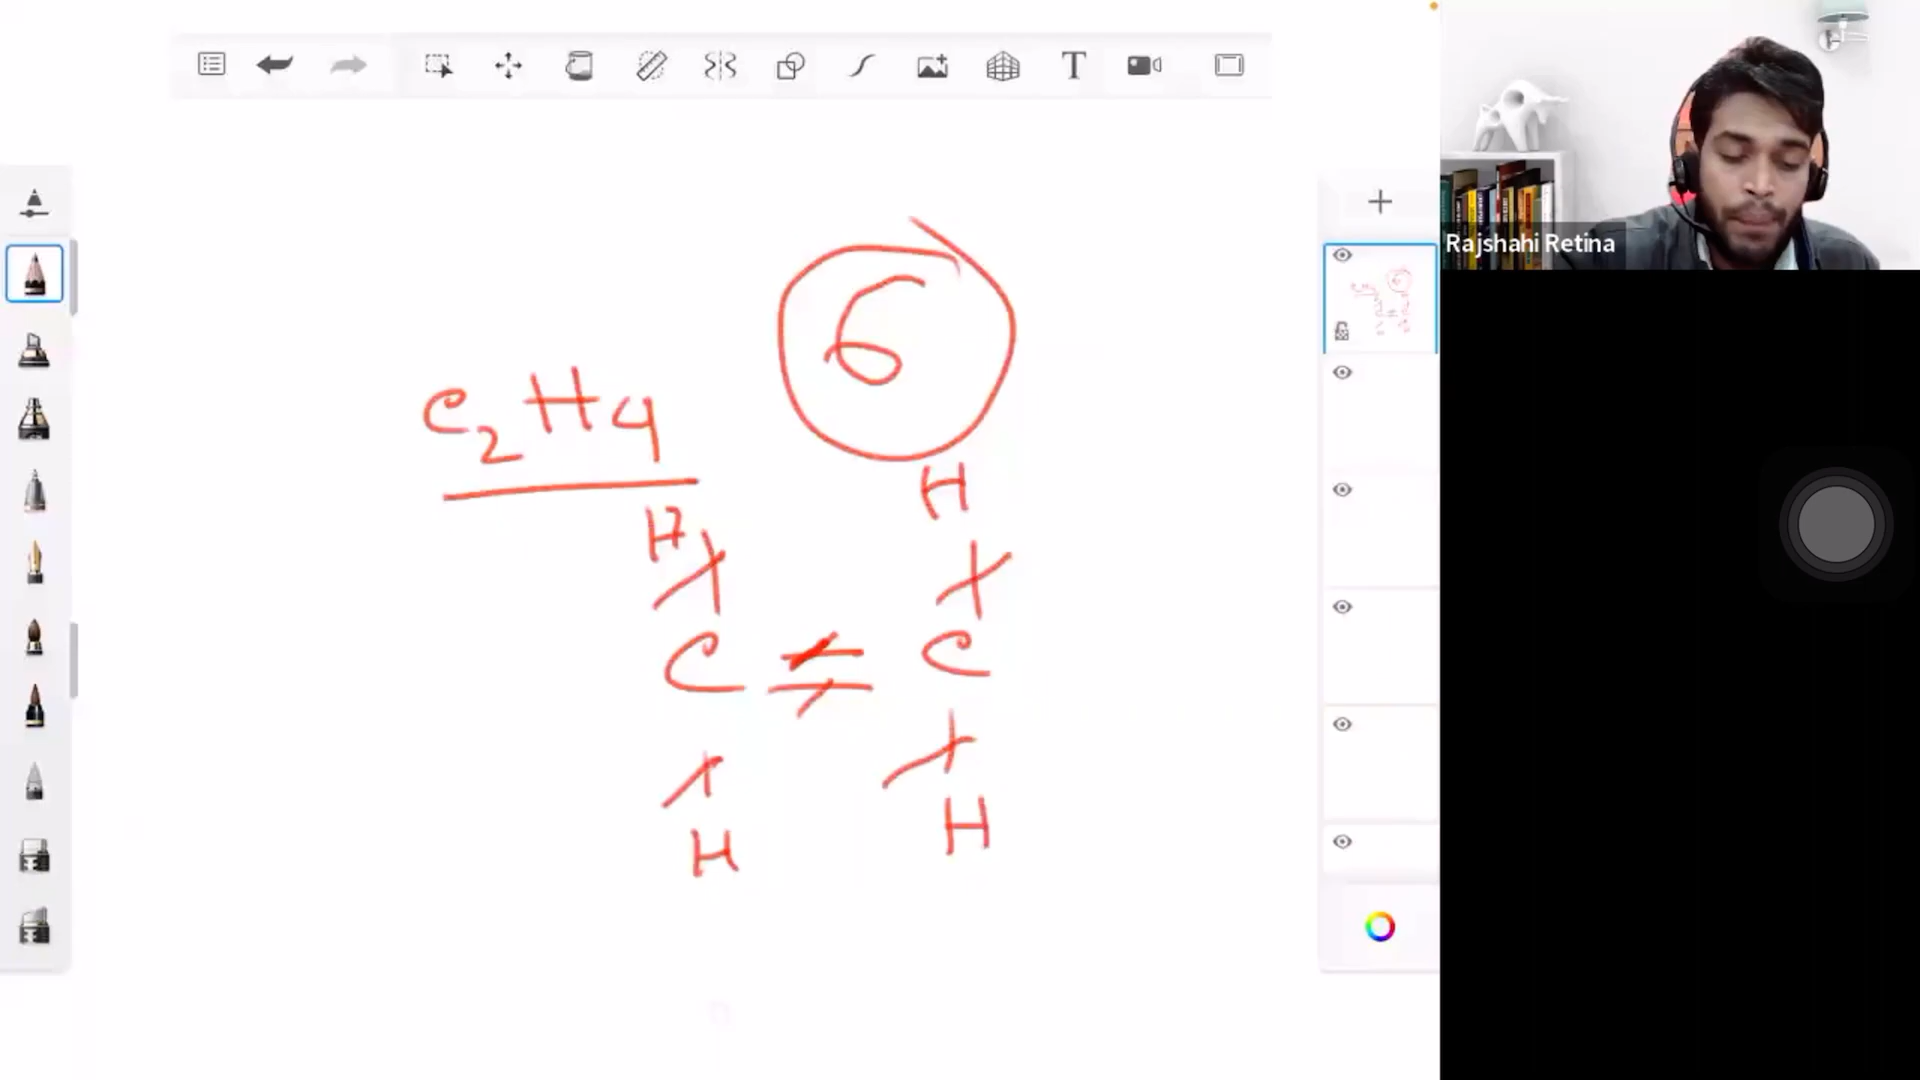 Rajshahi Retina
6
C2H4
H H
C = C
H H
T